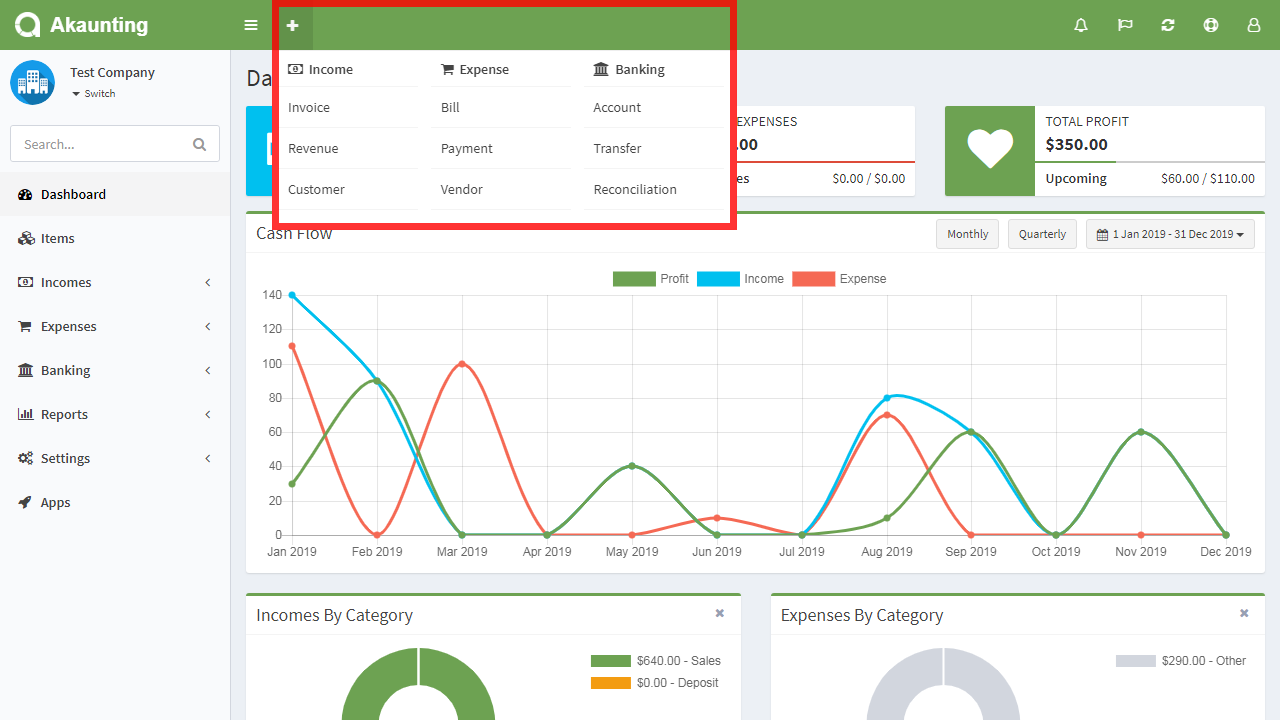 Akaunting
Test Company
Switch
Search...
Dashboard
Items
Incomes
Expenses
Banking
Reports
Settings
Apps
Income
Invoice
Revenue
Customer
Expense
Bill
Payment
Vendor
Banking
Account
Transfer
Reconciliation
EXPENSES
.00
$0.00 / $0.00
TOTAL PROFIT
$350.00
Upcoming $60.00 / $110.00
Cash Flow
Monthly Quarterly 1 Jan 2019 - 31 Dec 2019
Profit Income Expense
140
120
100
80
60
40
20
0
Jan 2019 Feb 2019 Mar 2019 Apr 2019 May 2019 Jun 2019 Jul 2019 Aug 2019 Sep 2019 Oct 2019 Nov 2019 Dec 2019
Incomes By Category
$640.00 - Sales
$0.00 - Deposit
Expenses By Category
$290.00 - Other